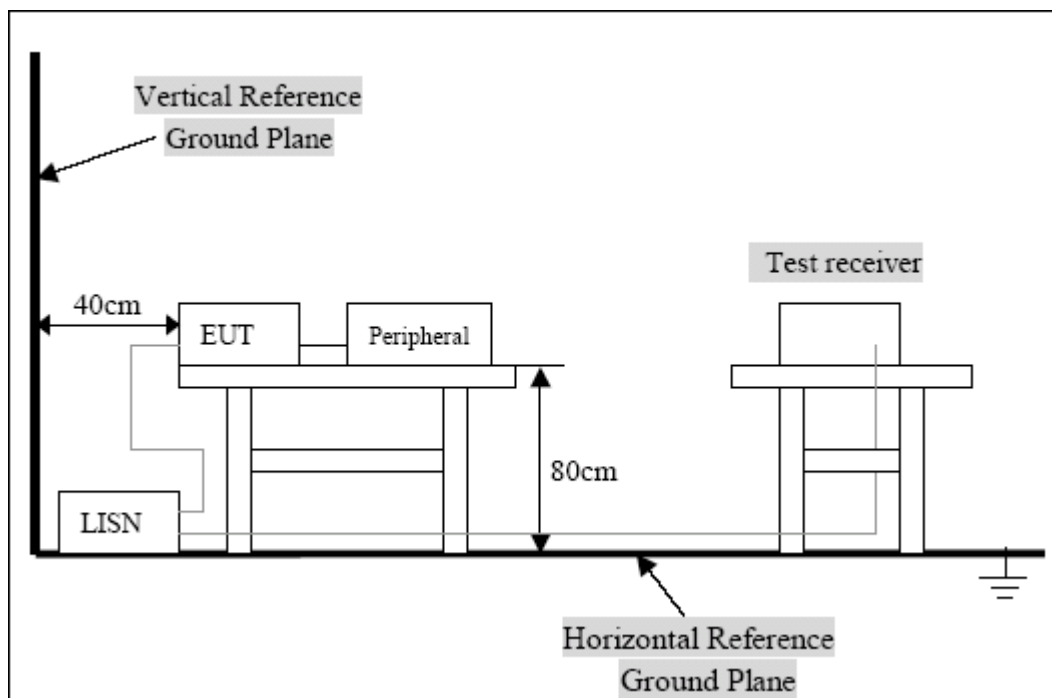 Vertical Reference
Ground Plane
Test receiver
40cm
EUT
Peripheral
80cm
LISN
Horizontal Reference
Ground Plane